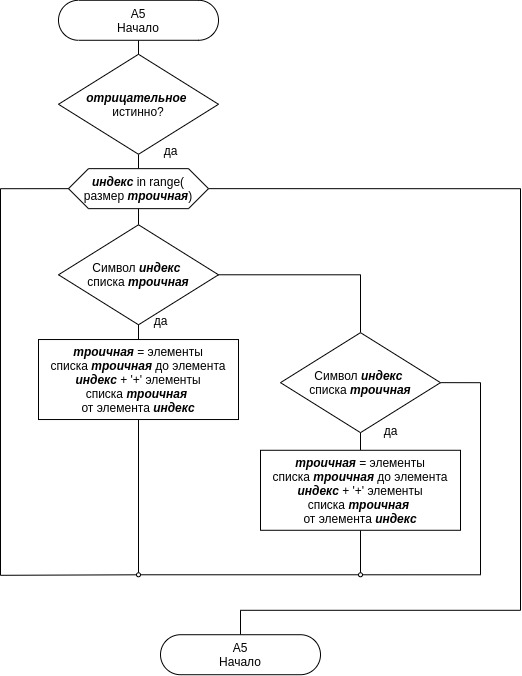 А5
Начало
отрицательное
истинно?
да
индекс in range(
размер троичная)
Символ индекс
списка троичная
да
троичная = элементы
списка троичная до элемента
индекс + '+' элементы
списка троичная
от элемента индекс
Символ индекс
списка троичная
да
троичная = элементы
списка троичная до элемента
индекс + '+' элементы
списка троичная
от элемента индекс
А5
Начало